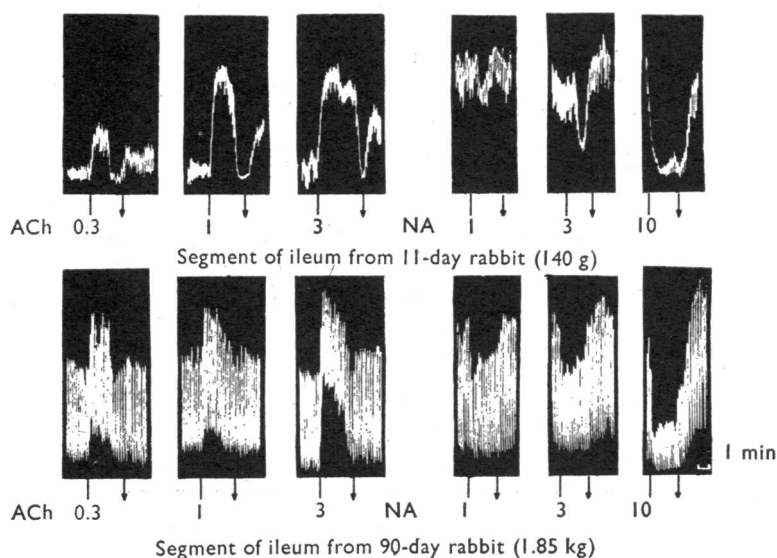 ACh 0.3 1 3 NA 1 3 10
Segment of ileum from 11-day rabbit (140 g)
1 min
ACh 0.3 1 3 NA 1 3 10
Segment of ileum from 90-day rabbit (1.85 kg)